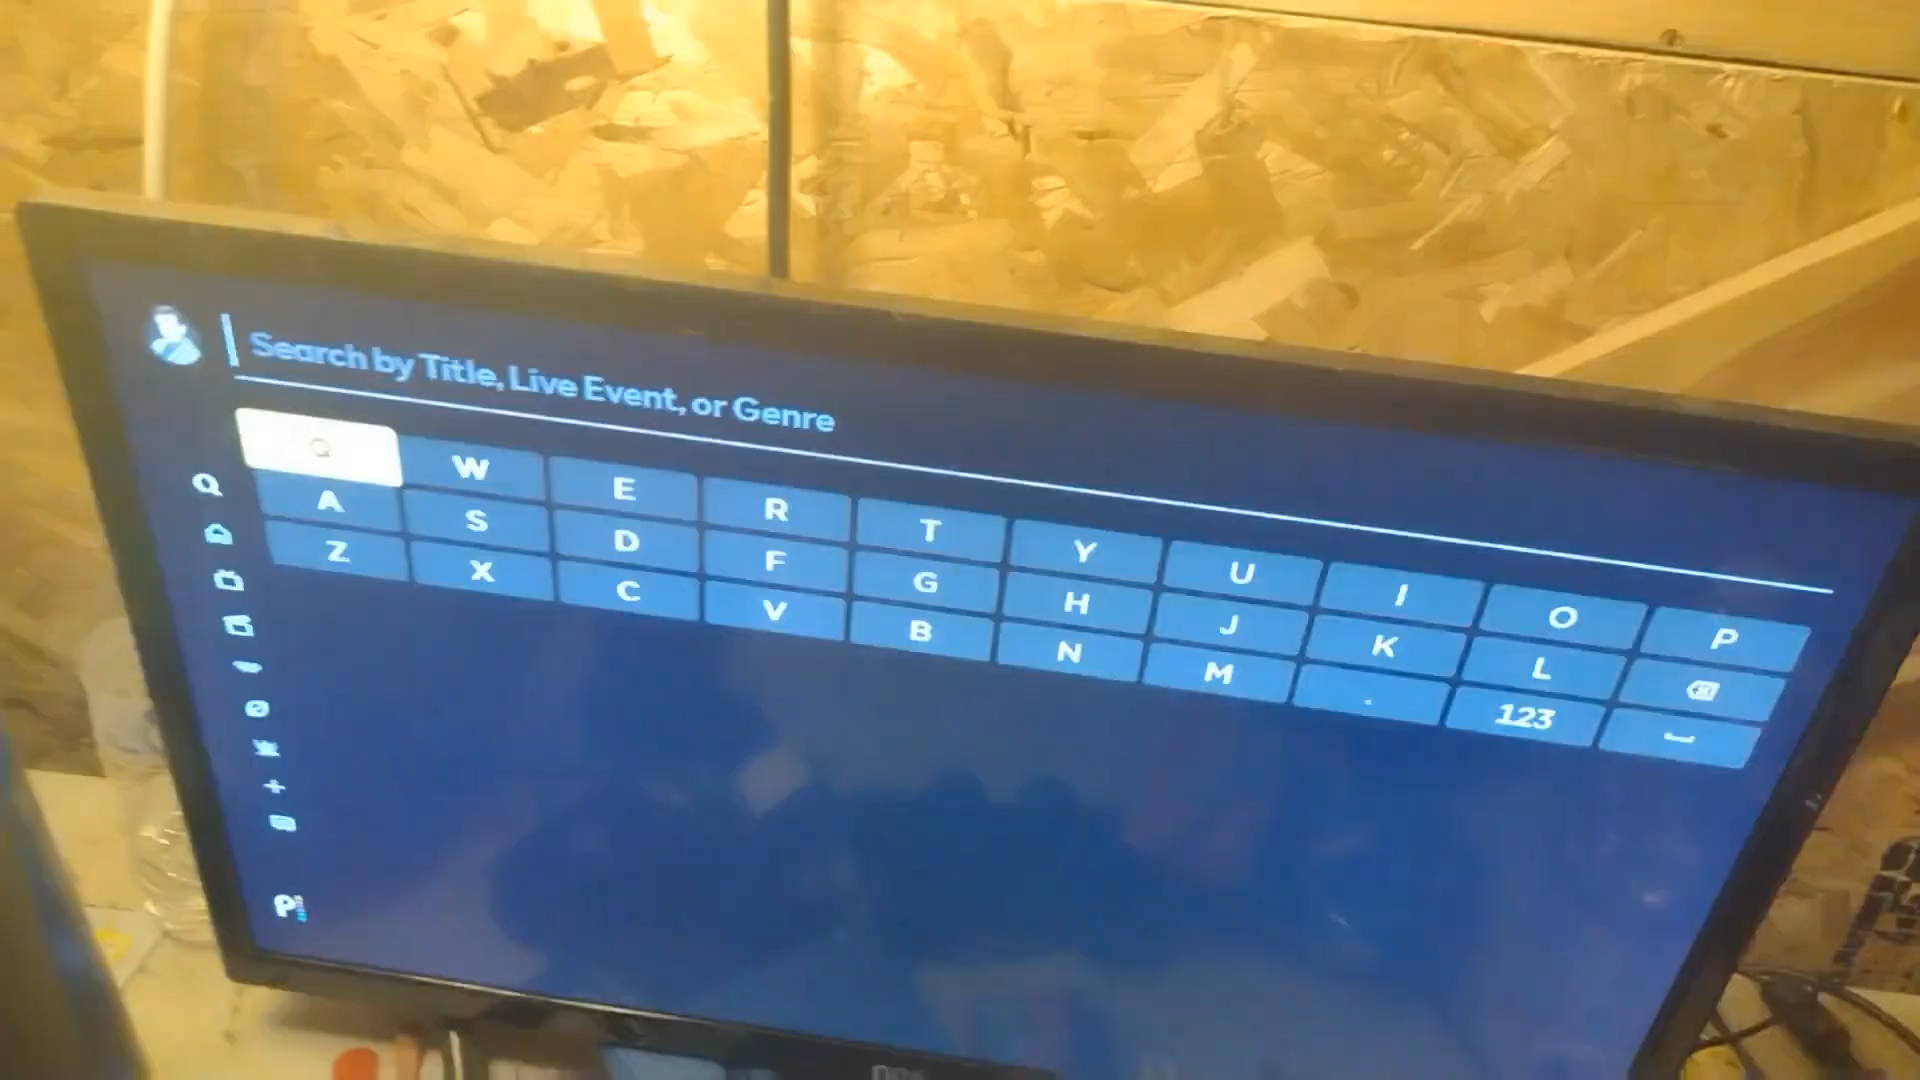 Search by Title, Live Event, or Genre
Q W E R T Y U I O P
A S D F G H J K L
Z X C V B N M . 123
P